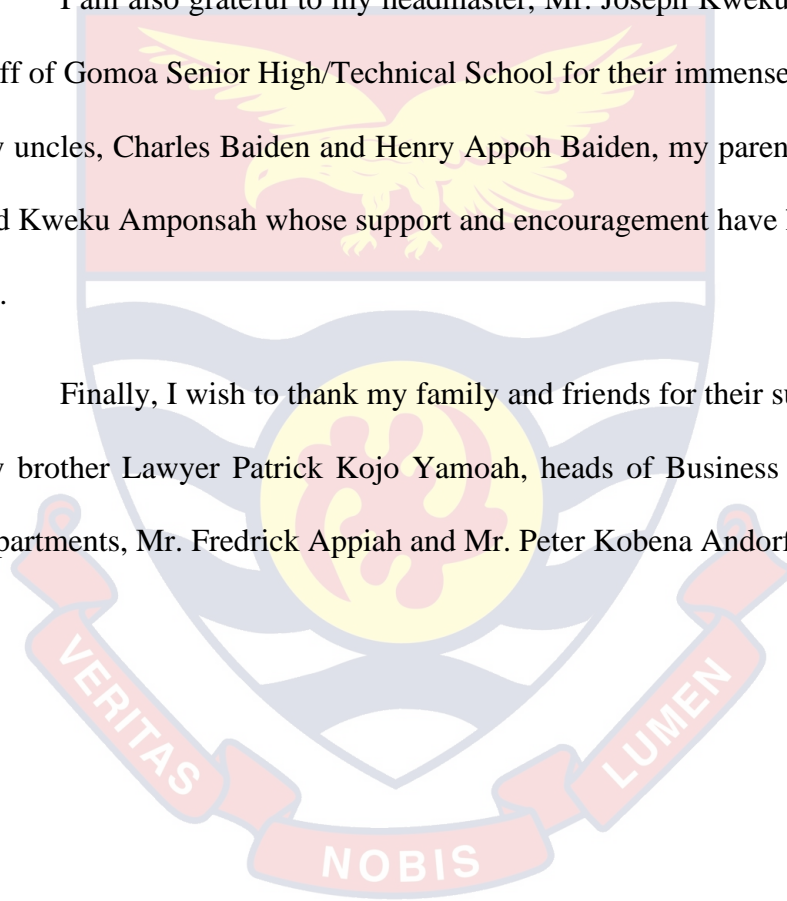 I am also grateful to my headmaster, Mr. Joseph Kweku
ff of Gomoa Senior High/Technical School for their immense
y uncles, Charles Baiden and Henry Appoh Baiden, my paren
d Kweku Amponsah whose support and encouragement have
.
Finally, I wish to thank my family and friends for their su
y brother Lawyer Patrick Kojo Yamoah, heads of Business
partments, Mr. Fredrick Appiah and Mr. Peter Kobena Andorf
VERITAS
NOBIS
LUMEN